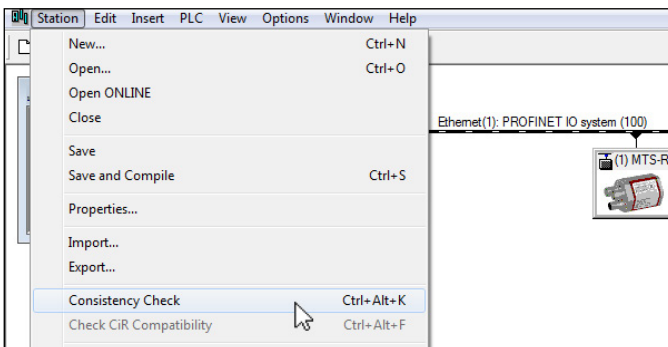 Station Edit Insert PLC View Options Window Help
New... Ctrl+N
Open... Ctrl+O
Open ONLINE
Close
Ethernet(1): PROFINET IO system (100)
Save
(1) MTS-R
Save and Compile Ctrl+S
Properties...
Import...
Export...
Consistency Check Ctrl+Alt+K
Check CiR Compatibility Ctrl+Alt+F